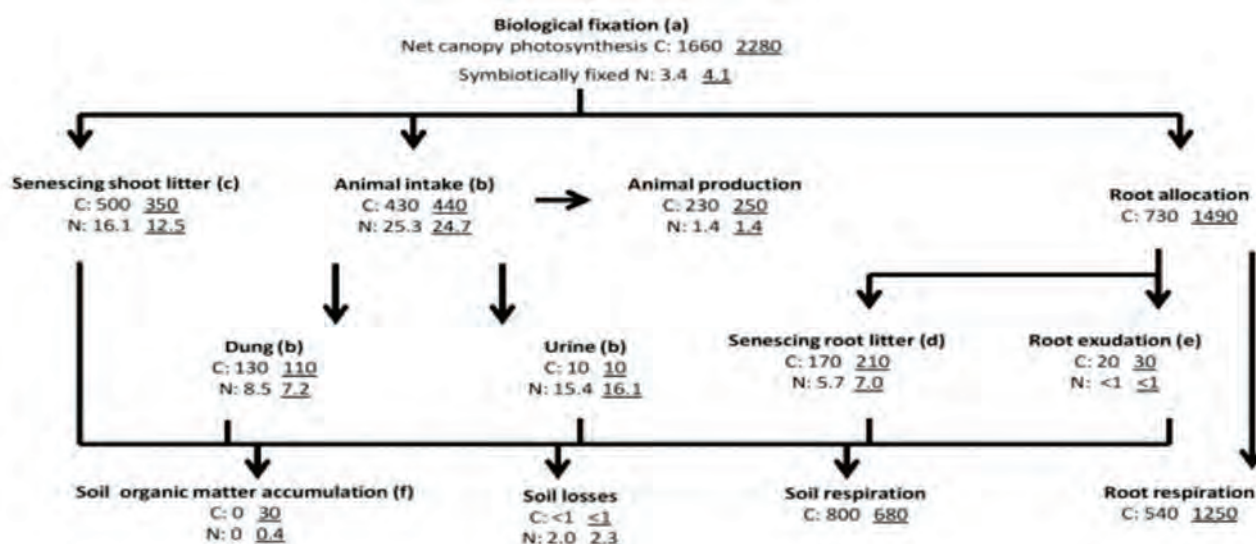 Biological fixation (a)
Net canopy photosynthesis C: 1660 2280
Symbiotically fixed N: 3.4 4.1
Senescing shoot litter (c)
C: 500 350
N: 16.1 12.5
Animal intake (b)
C: 430 440
N: 25.3 24.7
Animal production
C: 230 250
N: 1.4 1.4
Root allocation
C: 730 1490
Dung (b)
C: 130 110
N: 8.5 7.2
Urine (b)
C: 10 10
N: 15.4 16.1
Senescing root litter (d)
C: 170 210
N: 5.7 7.0
Root exudation (e)
C: 20 30
N: <1 <1
Soil organic matter accumulation (f)
C: 0 30
N: 0 0.4
Soil losses
C: <1 <1
N: 2.0 2.3
Soil respiration
C: 800 680
Root respiration
C: 540 1250